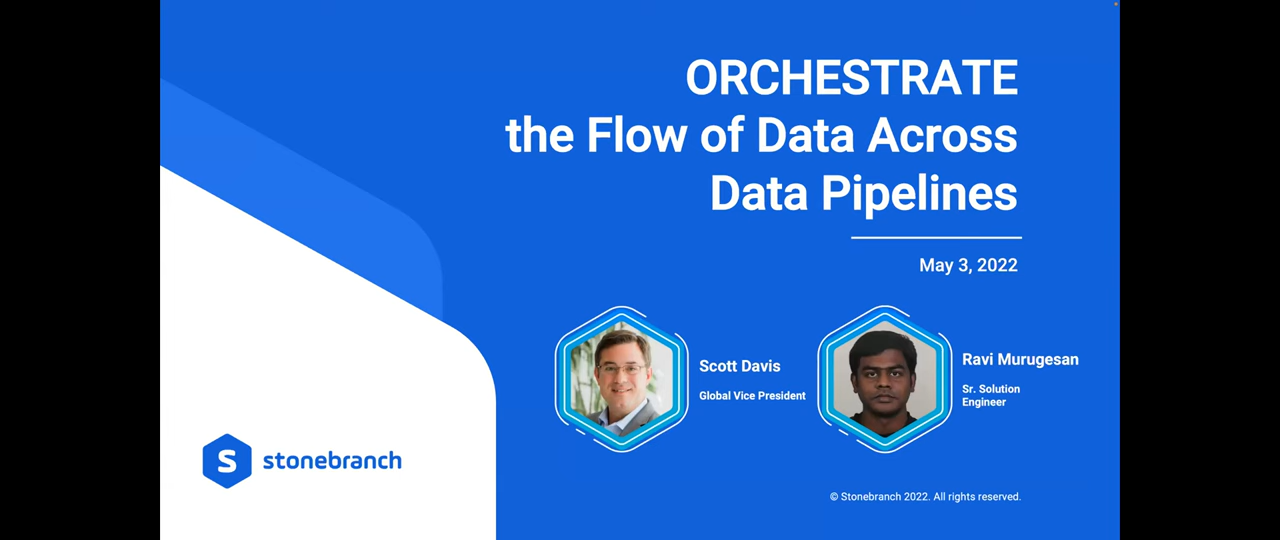 ORCHESTRATE
the Flow of Data Across
Data Pipelines
May 3, 2022
Scott Davis
Global Vice President
Ravi Murugesan
Sr. Solution
Engineer
S stonebranch
© Stonebranch 2022. All rights reserved.